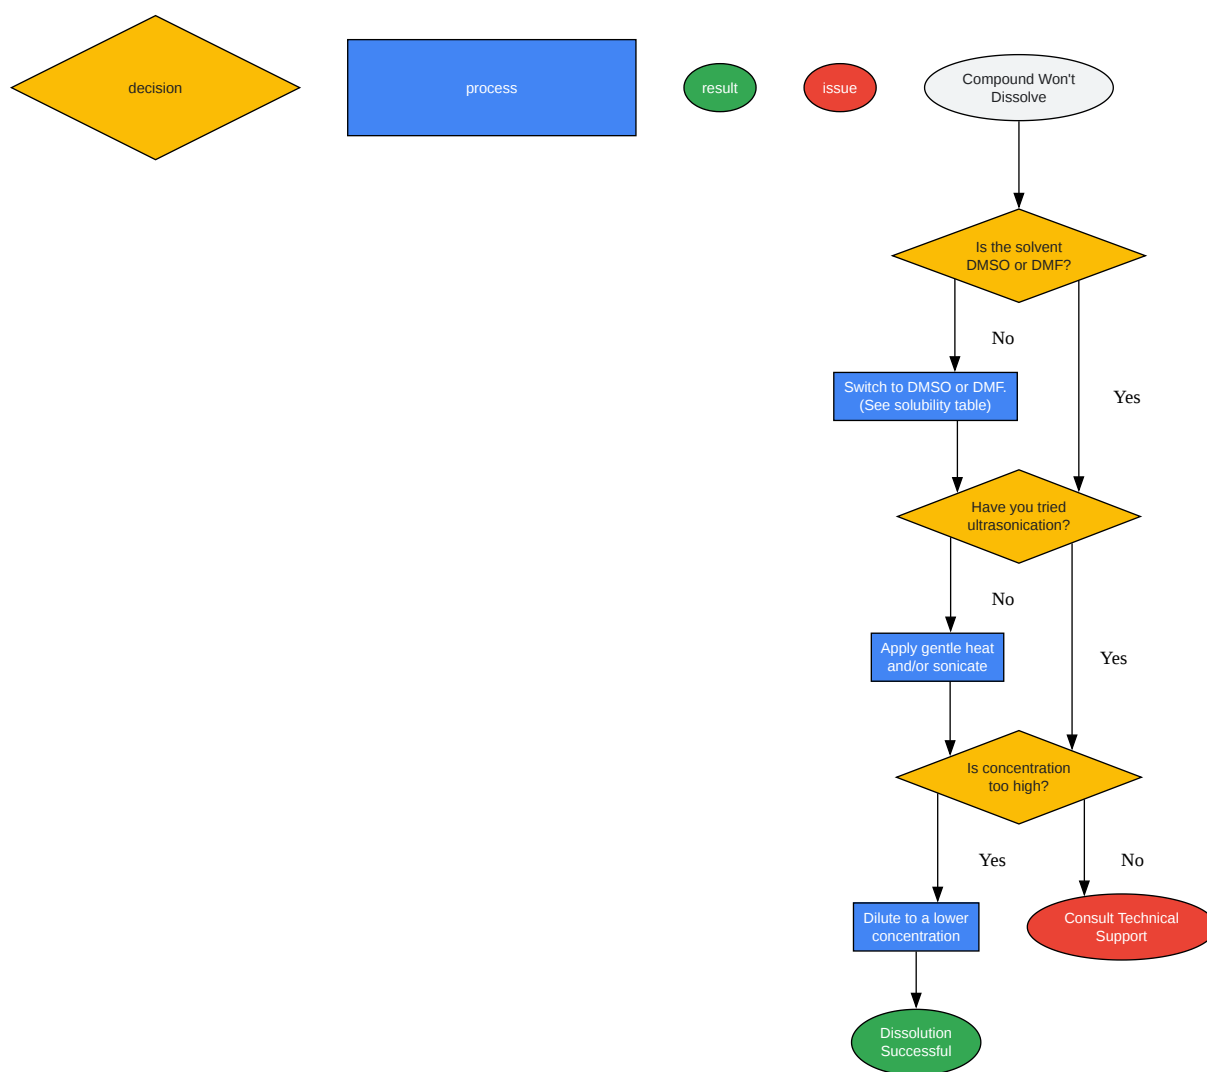 decision
process
result
issue
Compound Won't
Dissolve
Is the solvent
DMSO or DMF?
No
Yes
Switch to DMSO or DMF.
(See solubility table)
Have you tried
ultrasonication?
No
Yes
Apply gentle heat
and/or sonicate
Is concentration
too high?
Yes
No
Dilute to a lower
concentration
Consult Technical
Support
Dissolution
Successful